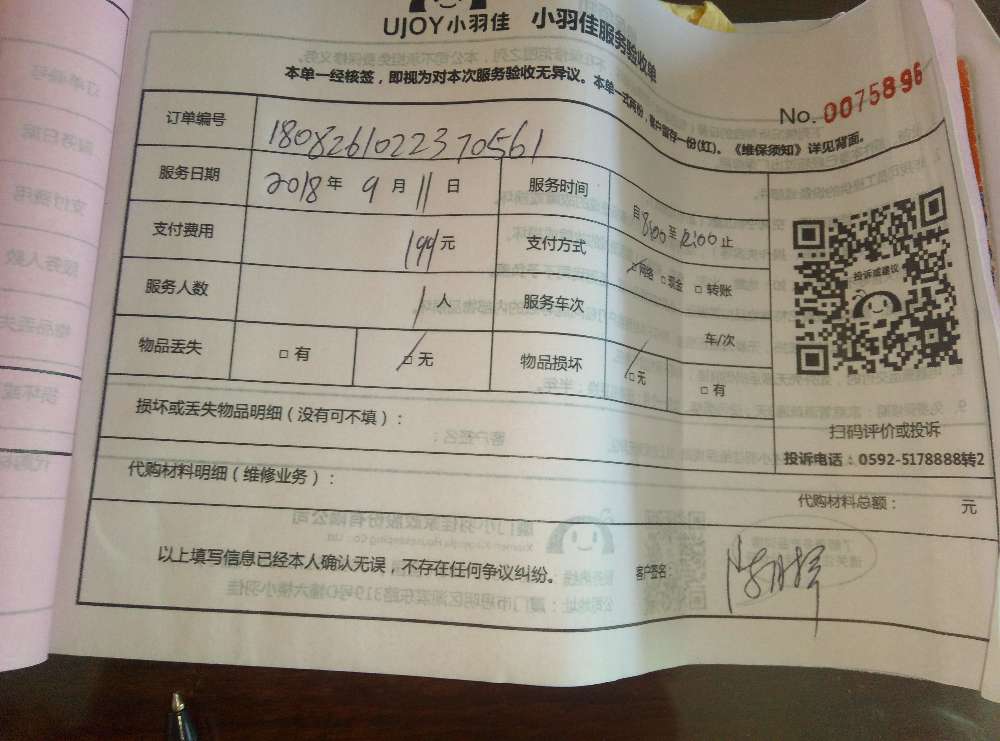 UJOY小羽佳 小羽佳服务验收单
本单一经核签，即视为对本次服务验收无异议。本单一式两份，客户留存一份(红)。《维保须知》详见背面。
No. 0075896
订单编号 180826102237 0561
服务日期 2018年 9月 11日 服务时间 自8:00至12:00止
支付费用 199元 支付方式 □网络 □现金 □转账
服务人数 1人 服务车次 车/次
物品丢失 □有 □无 物品损坏 □无 □有
投诉或建议
扫码评价或投诉
投诉电话：0592-5178888转2
损坏或丢失物品明细（没有可不填）：
代购材料明细（维修业务）：
代购材料总额： 元
以上填写信息已经本人确认无误，不存在任何争议纠纷。 客户签名：